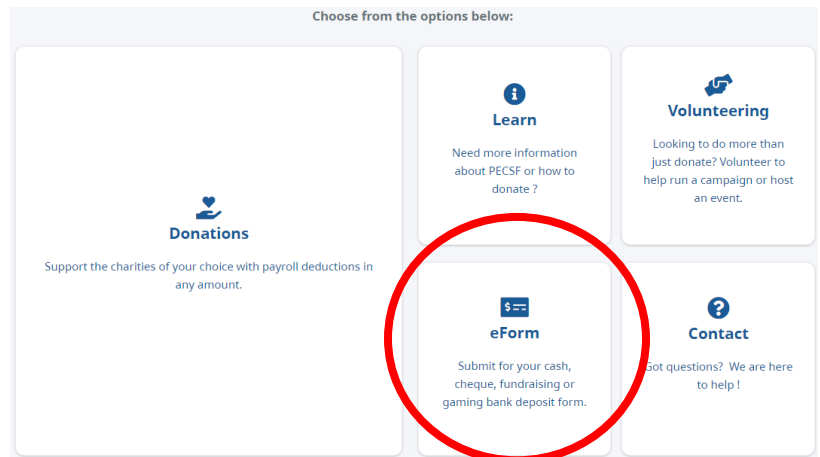 Choose from the options below:
Donations
Support the charities of your choice with payroll deductions in
any amount.
Learn
Need more information
about PECSF or how to
donate ?
Volunteering
Looking to do more than
just donate? Volunteer to
help run a campaign or host
an event.
eForm
Submit for your cash,
cheque, fundraising or
gaming bank deposit form.
Contact
Got questions?  We are here
to help !